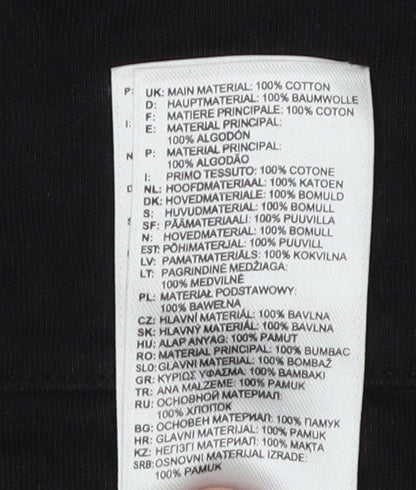 P:
I:
N
D
UK: MAIN MATERIAL: 100% COTTON
D: HAUPTMATERIAL: 100% BAUMWOLLE
F: MATIERE PRINCIPALE: 100% COTON
E: MATERIAL PRINCIPAL:
100% ALGODÓN
P: MATERIAL PRINCIPAL:
100% ALGODÃO
I: PRIMO TESSUTO: 100% COTONE
NL: HOOFDMATERIAAL: 100% KATOEN
DK: HOVEDMATERIALE: 100% BOMULD
S: HUVUDMATERIAL: 100% BOMULL
SF: PÄÄMATERIAALI: 100% PUUVILLA
N: HOVEDMATERIAL: 100% BOMULL
EST: PÕHIMATERJAL: 100% PUUVILL
LV: PAMATMATERIĀLS: 100% KOKVILNA
LT: PAGRINDINĖ MEDŽIAGA:
100% MEDVILNĖ
PL: MATERIAŁ PODSTAWOWY:
100% BAWEŁNA
CZ: HLAVNÍ MATERIÁL: 100% BAVLNA
SK: HLAVNÝ MATERIÁL: 100% BAVLNA
HU: ALAP ANYAG: 100% PAMUT
RO: MATERIAL PRINCIPAL: 100% BUMBAC
SLO: GLAVNI MATERIAL: 100% BOMBAŽ
GR: ΚΥΡΙΟΣ ΥΦΑΣΜΑ: 100% ΒΑΜΒΑΚΙ
TR: ANA MALZEME: 100% PAMUK
RU: ОСНОВНОЙ МАТЕРИАЛ:
100% ХЛОПОК
BG: ОСНОВЕН МАТЕРИАЛ: 100% ПАМУК
HR: GLAVNI MATERIJAL: 100% PAMUK
KZ: НЕГІЗГІ МАТЕРИАЛ: 100% МАҚТА
SRB: OSNOVNI MATERIJAL IZRADE:
100% PAMUK